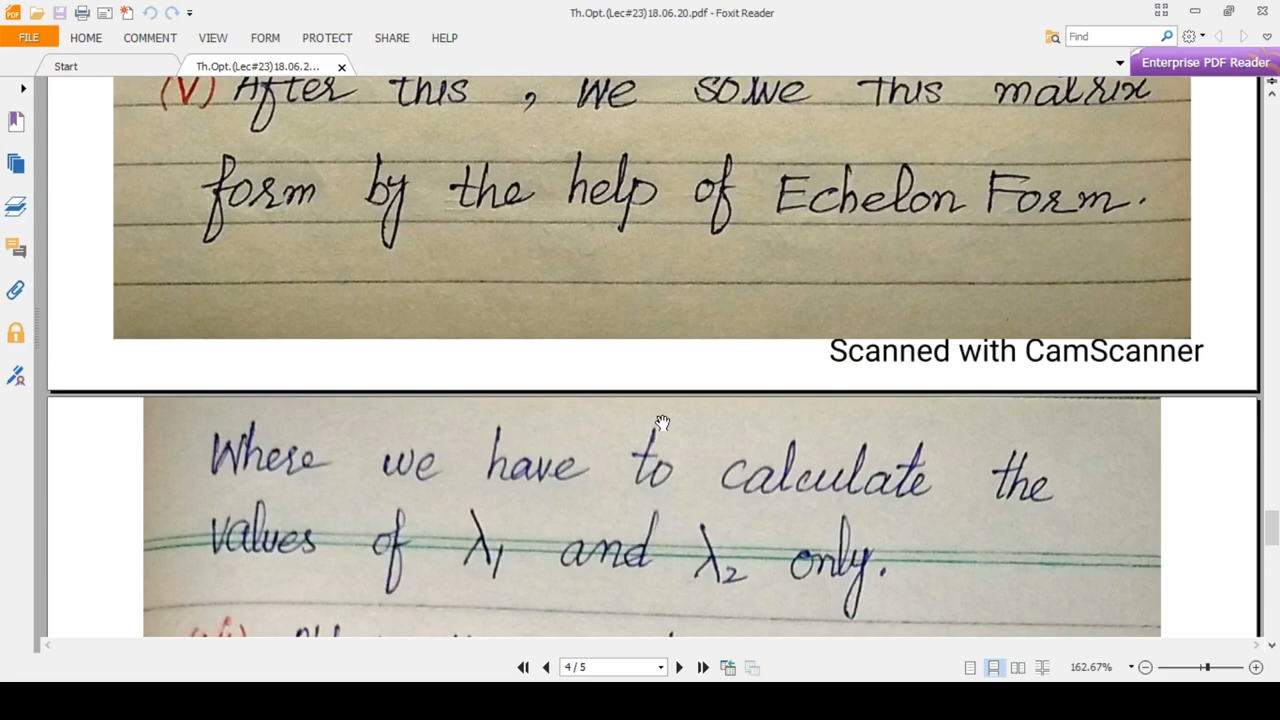 Th.Opt.(Lec#23)18.06.20.pdf - Foxit Reader
FILE HOME COMMENT VIEW FORM PROTECT SHARE HELP
Find
Start Th.Opt.(Lec#23)18.06.2...
Enterprise PDF Reader
(V) After this , we solve this matrix
form by the help of Echelon Form.
Scanned with CamScanner
Where we have to calculate the
values of λ1 and λ2 only.
4 / 5
162.67%